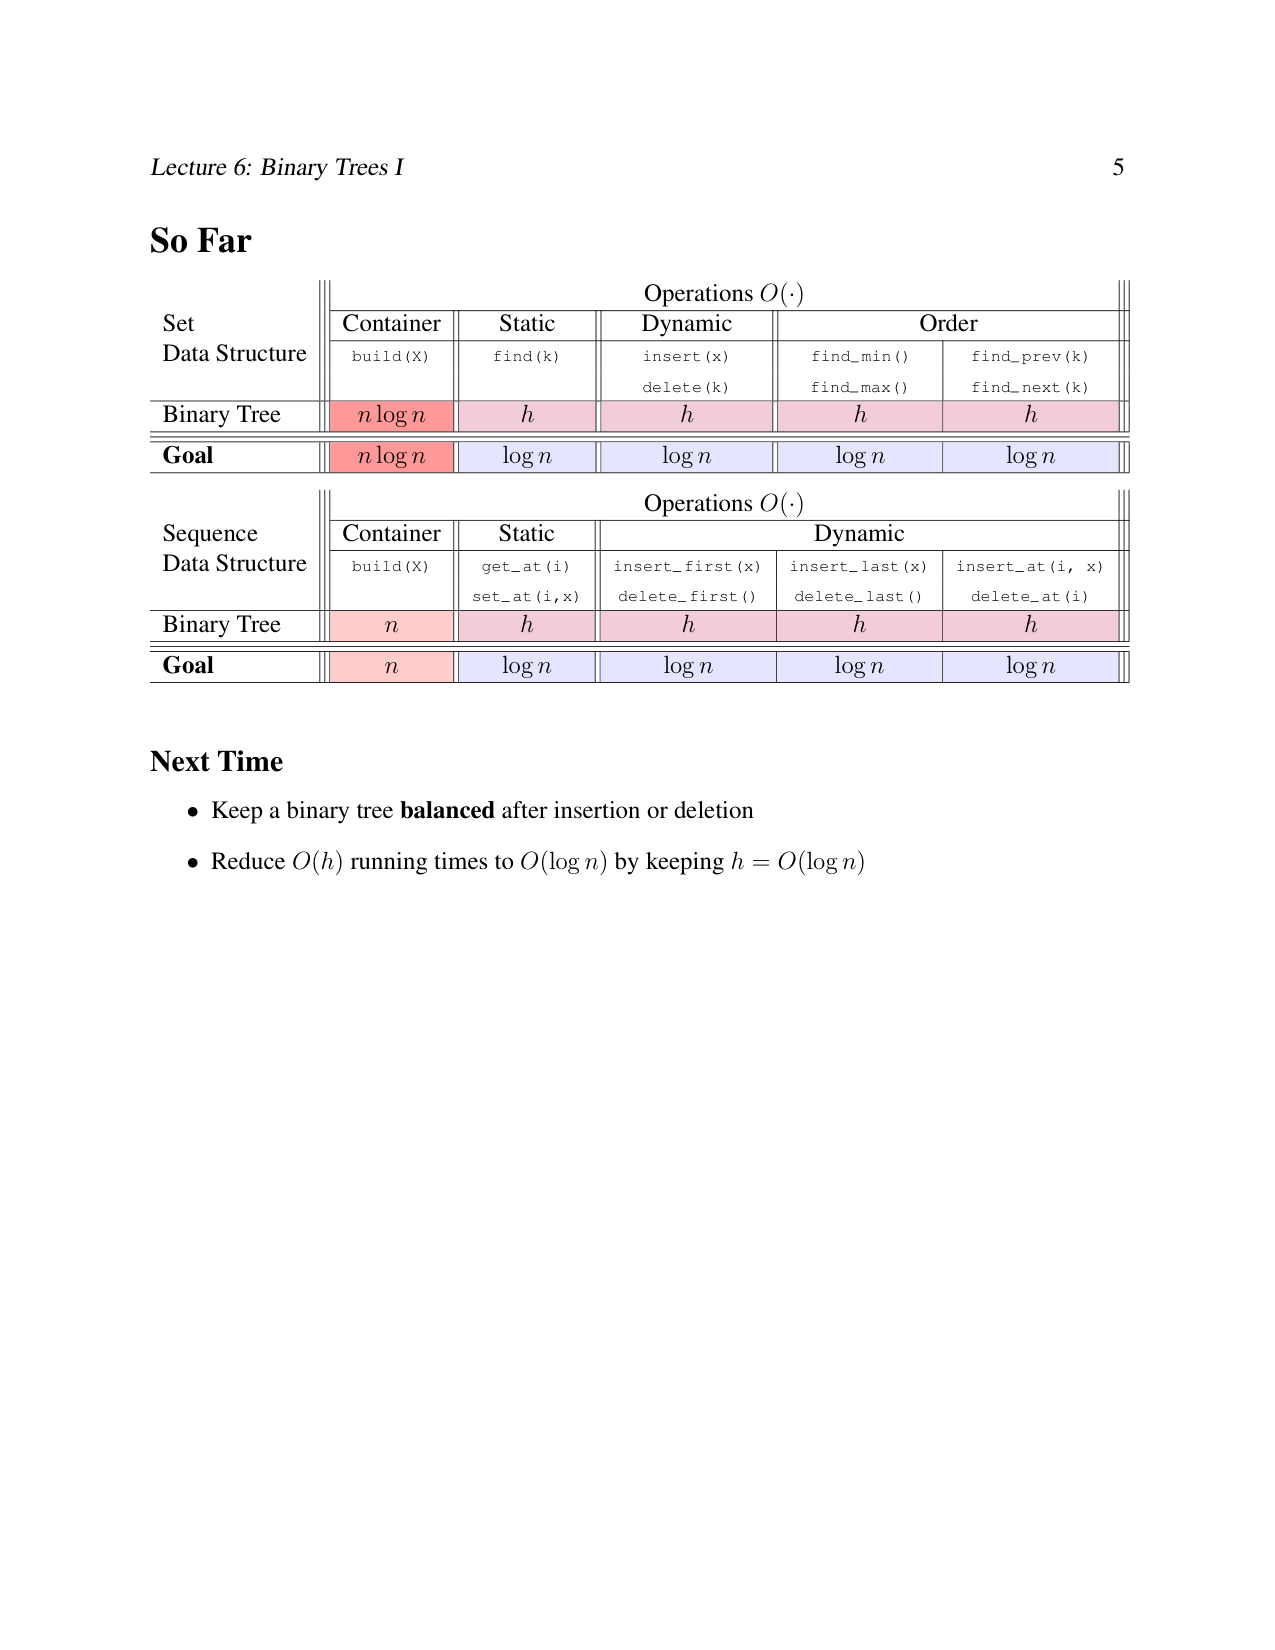 Lecture 6: Binary Trees I 5
So Far
Operations O(·)
Set Container Static Dynamic Order
Data Structure build(X) find(k) insert(x) find_min() find_prev(k)
delete(k) find_max() find_next(k)
Binary Tree n log n h h h h
Goal n log n log n log n log n log n
Operations O(·)
Sequence Container Static Dynamic
Data Structure build(X) get_at(i) insert_first(x) insert_last(x) insert_at(i, x)
set_at(i,x) delete_first() delete_last() delete_at(i)
Binary Tree n h h h h
Goal n log n log n log n log n
Next Time
• Keep a binary tree balanced after insertion or deletion
• Reduce O(h) running times to O(log n) by keeping h = O(log n)